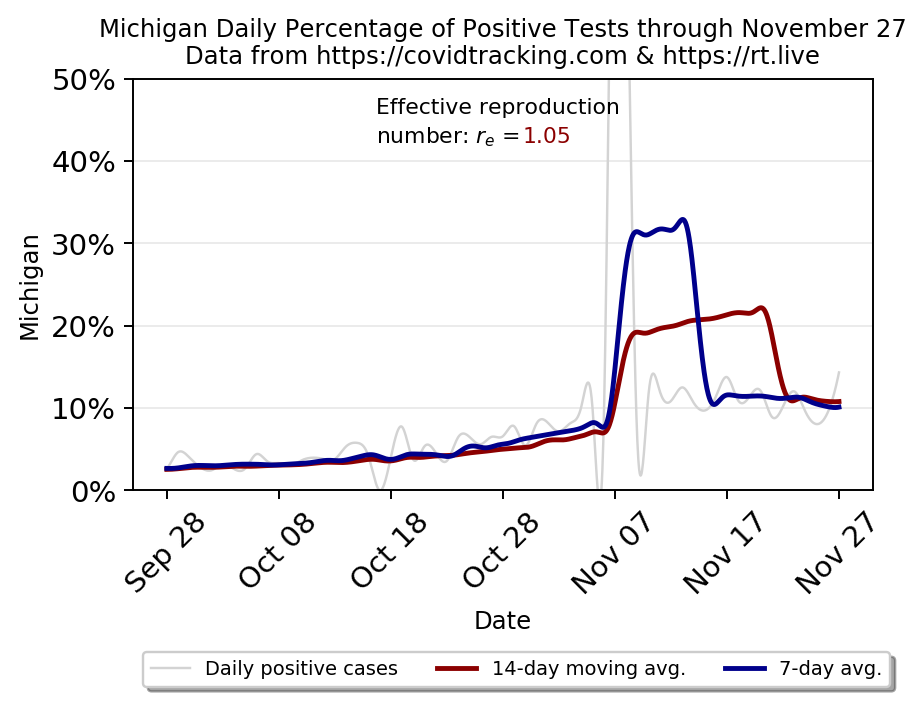 Michigan Daily Percentage of Positive Tests through November 27
Data from https://covidtracking.com & https://rt.live
50%
40%
30%
20%
10%
0%
Michigan
Effective reproduction
number: rₑ =1.05
Sep 28
Oct 08
Oct 18
Oct 28
Nov 07
Nov 17
Nov 27
Date
Daily positive cases
14-day moving avg.
7-day avg.